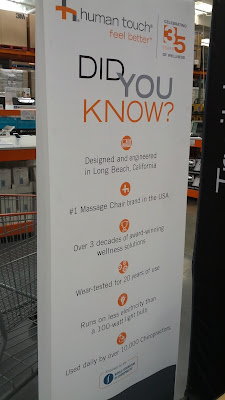 human touch®
feel better®
CELEBRATING
35
YEARS
OF WELLNESS
DID
YOU
KNOW?
Designed and engineered
in Long Beach, California
#1 Massage Chair brand in the USA
Over 3 decades of award-winning
wellness solutions
Wear-tested for 20 years of use
Runs on less electricity than
a 100-watt light bulb
Used daily by over 10,000 Chiropractors